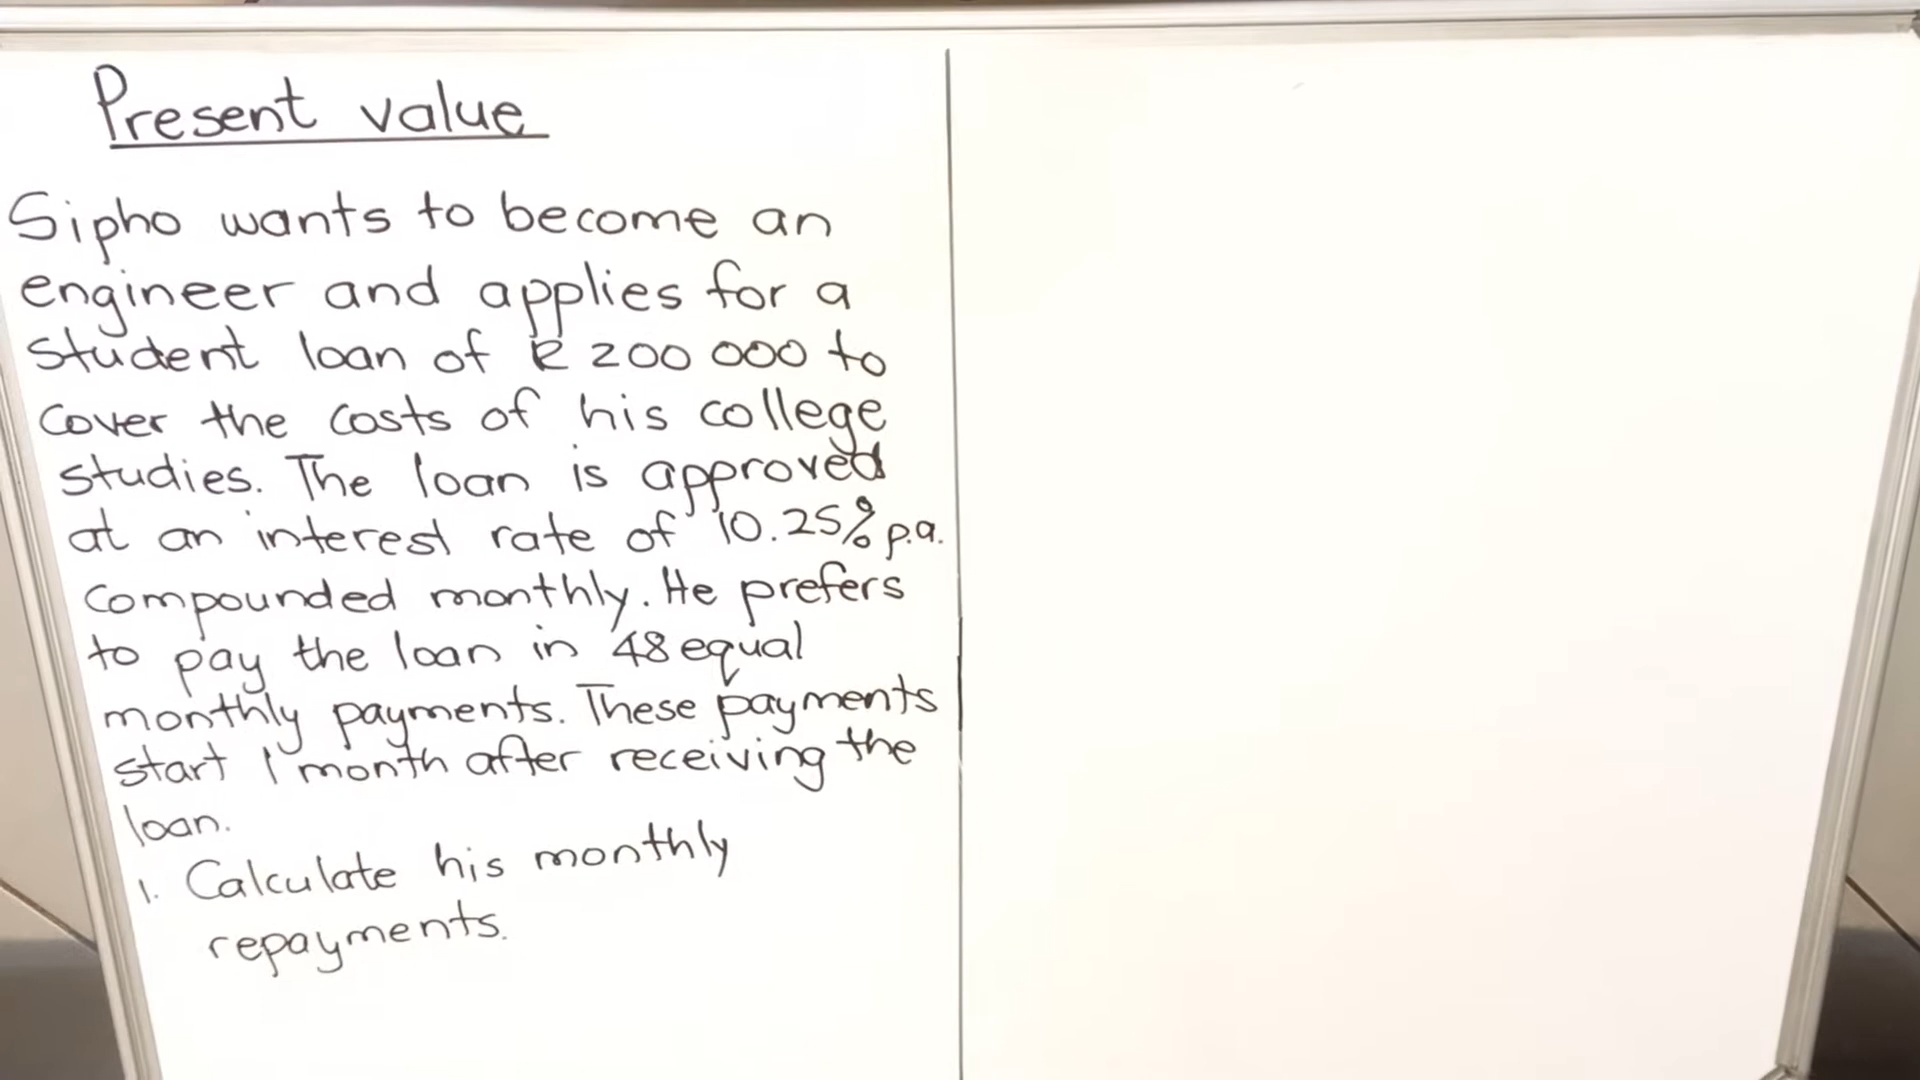 Present value
Sipho wants to become an
engineer and applies for a
student loan of R 200 000 to
cover the costs of his college
studies. The loan is approved
at an interest rate of 10.25% p.a.
compounded monthly. He prefers
to pay the loan in 48 equal
monthly payments. These payments
start 1 month after receiving the
loan.
1. Calculate his monthly
repayments.